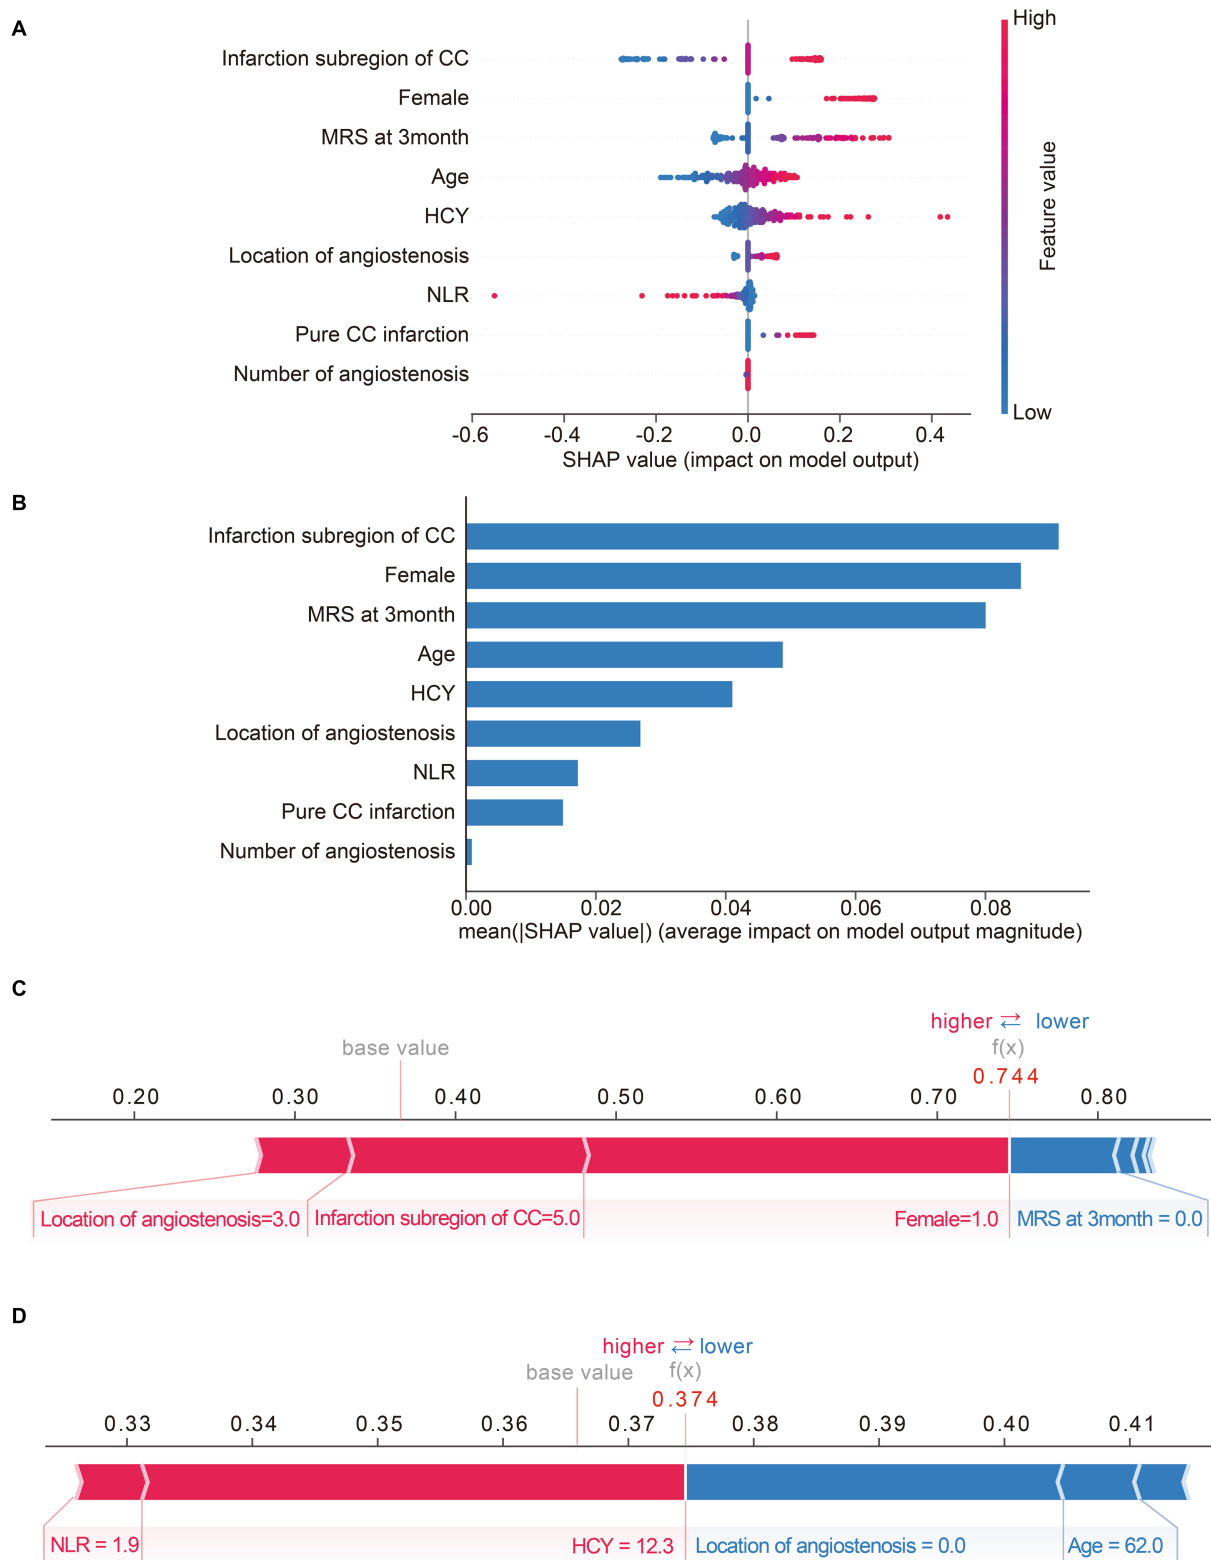 A
High
Infarction subregion of CC
Female
MRS at 3month
Age
HCY
Location of angiostenosis
NLR
Pure CC infarction
Number of angiostenosis
Feature value
Low
-0.6 -0.4 -0.2 0.0 0.2 0.4
SHAP value (impact on model output)
B
Infarction subregion of CC
Female
MRS at 3month
Age
HCY
Location of angiostenosis
NLR
Pure CC infarction
Number of angiostenosis
0.00 0.02 0.04 0.06 0.08
mean(|SHAP value|) (average impact on model output magnitude)
C
higher ⇄ lower
base value f(x)
0.744
0.20 0.30 0.40 0.50 0.60 0.70 0.80
Location of angiostenosis=3.0 Infarction subregion of CC=5.0 Female=1.0 MRS at 3month = 0.0
D
higher ⇄ lower
base value f(x)
0.374
0.33 0.34 0.35 0.36 0.37 0.38 0.39 0.40 0.41
NLR = 1.9 HCY = 12.3 Location of angiostenosis = 0.0 Age = 62.0